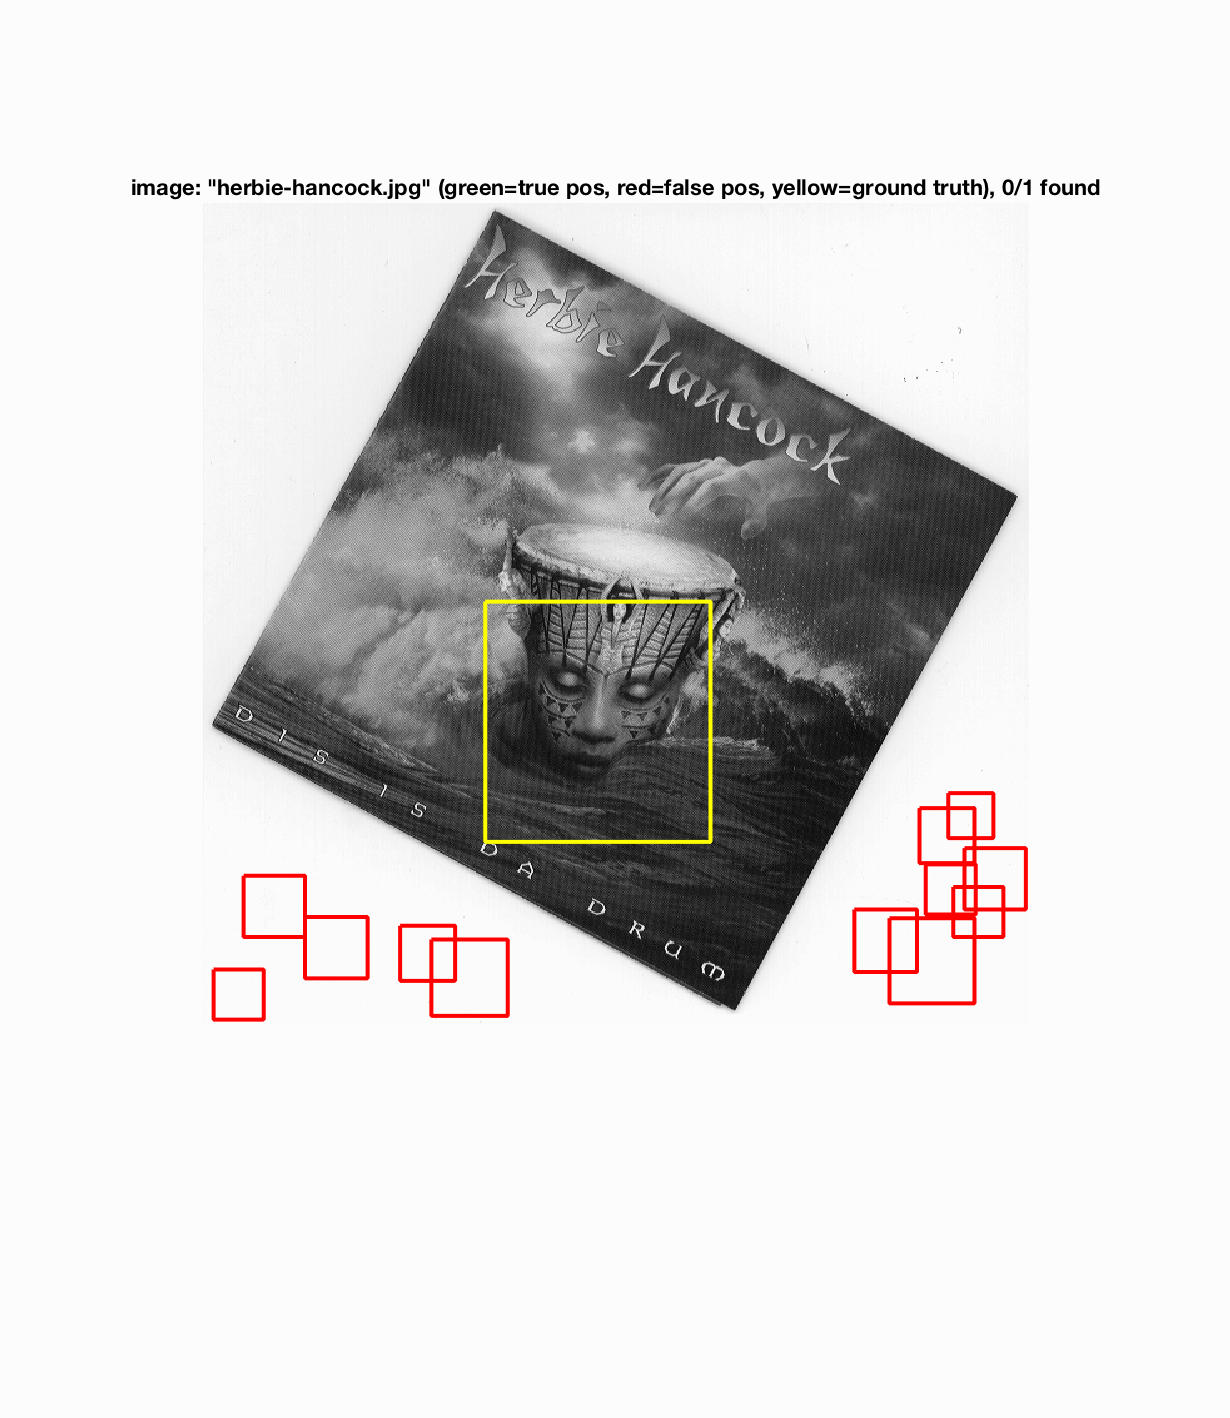 image: "herbie-hancock.jpg" (green=true pos, red=false pos, yellow=ground truth), 0/1 found
Herbie Hancock
DIS IS DA DRUM